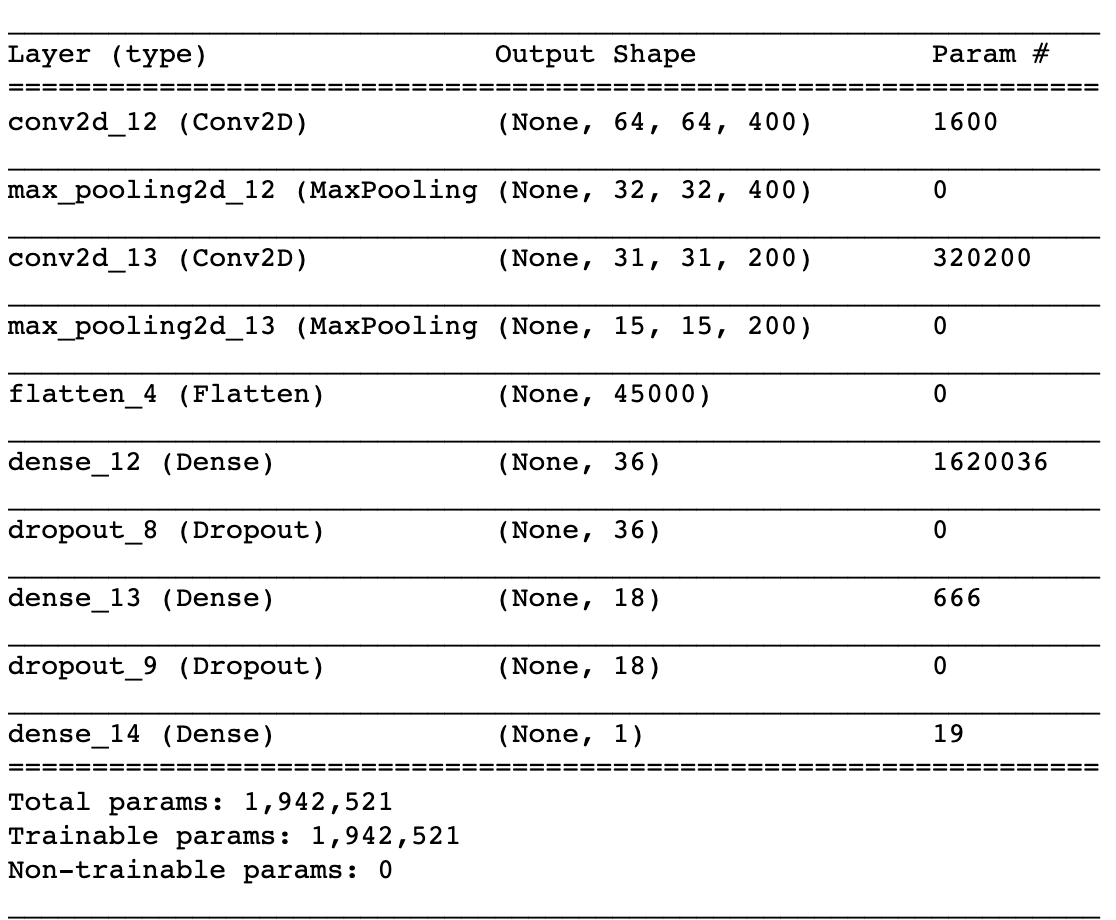 Layer (type) Output Shape Param #
=================================================================
conv2d_12 (Conv2D) (None, 64, 64, 400) 1600
max_pooling2d_12 (MaxPooling (None, 32, 32, 400) 0
conv2d_13 (Conv2D) (None, 31, 31, 200) 320200
max_pooling2d_13 (MaxPooling (None, 15, 15, 200) 0
flatten_4 (Flatten) (None, 45000) 0
dense_12 (Dense) (None, 36) 1620036
dropout_8 (Dropout) (None, 36) 0
dense_13 (Dense) (None, 18) 666
dropout_9 (Dropout) (None, 18) 0
dense_14 (Dense) (None, 1) 19
=================================================================
Total params: 1,942,521
Trainable params: 1,942,521
Non-trainable params: 0